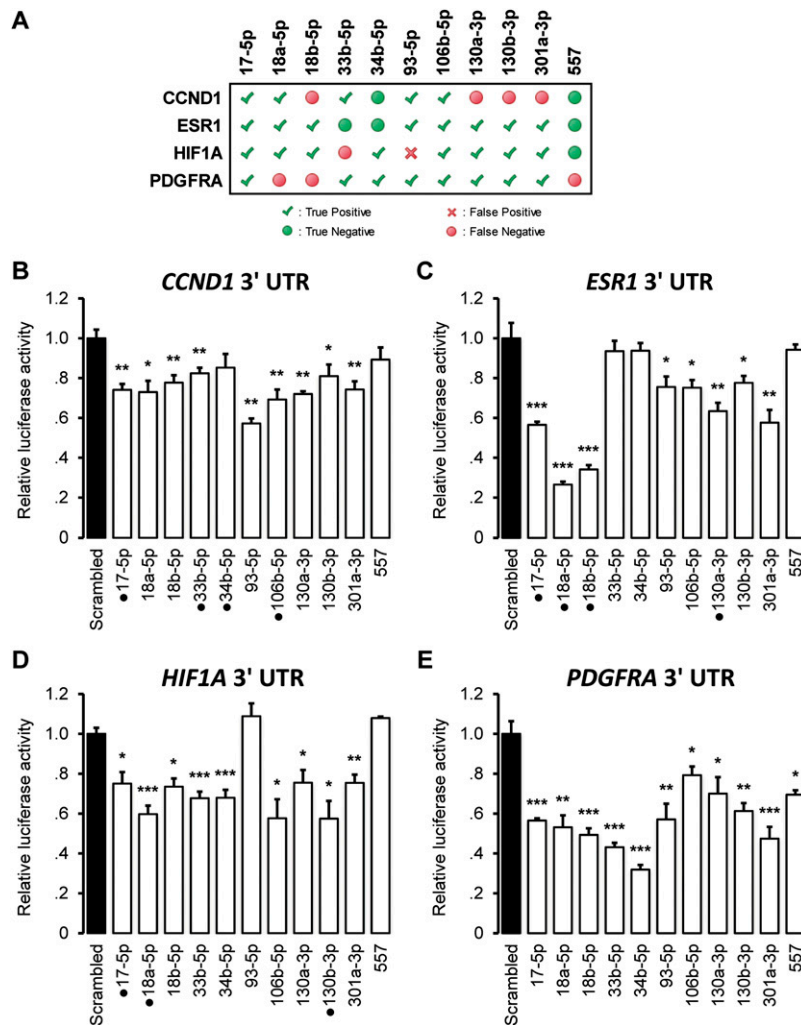 A
17-5p 18a-5p 18b-5p 33b-5p 34b-5p 93-5p 106b-5p 130a-3p 130b-3p 301a-3p 557
CCND1
ESR1
HIF1A
PDGFRA
✓ : True Positive ✗ : False Positive
● : True Negative ● : False Negative
B
CCND1 3' UTR
Relative luciferase activity
1.2
1.0
.8
.6
.4
.2
0
** * ** ** ** ** ** * **
Scrambled •17-5p 18a-5p 18b-5p •33b-5p •34b-5p 93-5p •106b-5p 130a-3p 130b-3p 301a-3p 557
C
ESR1 3' UTR
Relative luciferase activity
1.2
1.0
.8
.6
.4
.2
0
*** *** *** * * ** * **
Scrambled •17-5p •18a-5p •18b-5p 33b-5p 34b-5p 93-5p 106b-5p •130a-3p 130b-3p 301a-3p 557
D
HIF1A 3' UTR
Relative luciferase activity
1.2
1.0
.8
.6
.4
.2
0
* *** * *** *** * * * **
Scrambled •17-5p •18a-5p 18b-5p 33b-5p 34b-5p 93-5p 106b-5p 130a-3p •130b-3p 301a-3p 557
E
PDGFRA 3' UTR
Relative luciferase activity
1.2
1.0
.8
.6
.4
.2
0
*** ** *** *** *** ** * * ** *** *
Scrambled 17-5p 18a-5p 18b-5p 33b-5p 34b-5p 93-5p 106b-5p 130a-3p 130b-3p 301a-3p 557